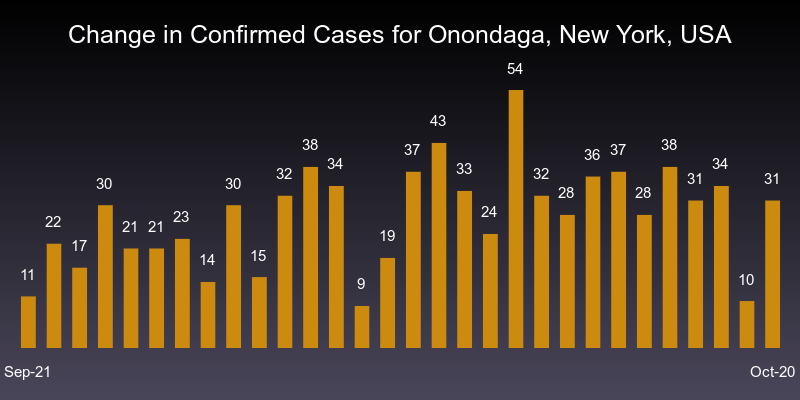 Change in Confirmed Cases for Onondaga, New York, USA
11 22 17 30 21 21 23 14 30 15 32 38 34 9 19 37 43 33 24 54 32 28 36 37 28 38 31 34 10 31
Sep-21 Oct-20